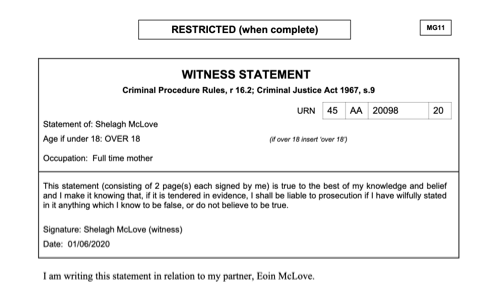 RESTRICTED (when complete)
MG11
WITNESS STATEMENT
Criminal Procedure Rules, r 16.2; Criminal Justice Act 1967, s.9
URN 45 AA 20098 20
Statement of: Shelagh McLove
Age if under 18: OVER 18 (if over 18 insert 'over 18')
Occupation: Full time mother
This statement (consisting of 2 page(s) each signed by me) is true to the best of my knowledge and belief
and I make it knowing that, if it is tendered in evidence, I shall be liable to prosecution if I have wilfully stated
in it anything which I know to be false, or do not believe to be true.
Signature: Shelagh McLove (witness)
Date: 01/06/2020
I am writing this statement in relation to my partner, Eoin McLove.